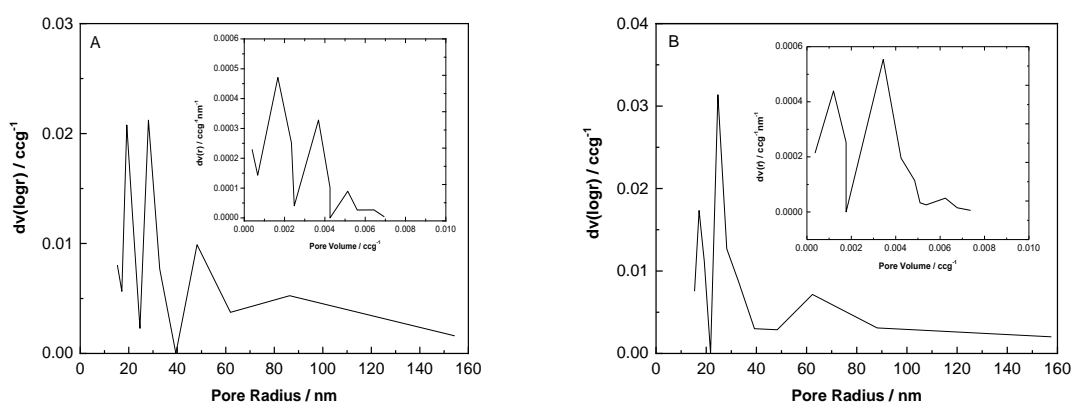 A
0.03
0.02
0.01
0.00
0 20 40 60 80 100 120 140 160
dv(logr) / ccg⁻¹
Pore Radius / nm
0.0006
0.0005
0.0004
0.0003
0.0002
0.0001
0.0000
0.000 0.002 0.004 0.006 0.008 0.010
dv(r) / ccg⁻¹nm⁻¹
Pore Volume / ccg⁻¹
B
0.04
0.03
0.02
0.01
0.00
0 20 40 60 80 100 120 140 160
dv(logr) / ccg⁻¹
Pore Radius / nm
0.0006
0.0004
0.0002
0.0000
0.000 0.002 0.004 0.006 0.008 0.010
dv(r) / ccg⁻¹nm⁻¹
Pore Volume / ccg⁻¹